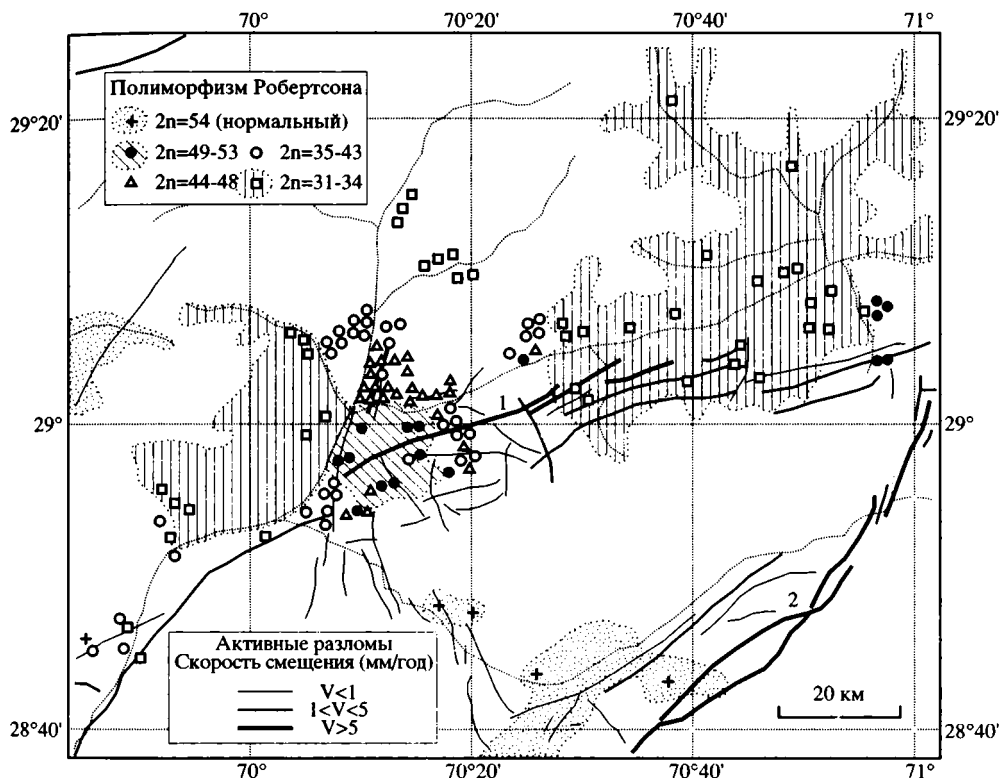 70° 70°20' 70°40' 71°
Полиморфизм Робертсона
2n=54 (нормальный)
2n=49-53 2n=35-43
2n=44-48 2n=31-34
29°20' 29°20'
1
29° 29°
2
Активные разломы
Скорость смещения (мм/год)
V<1
1<V<5
V>5
20 км
28°40' 28°40'
70° 70°20' 70°40' 71°